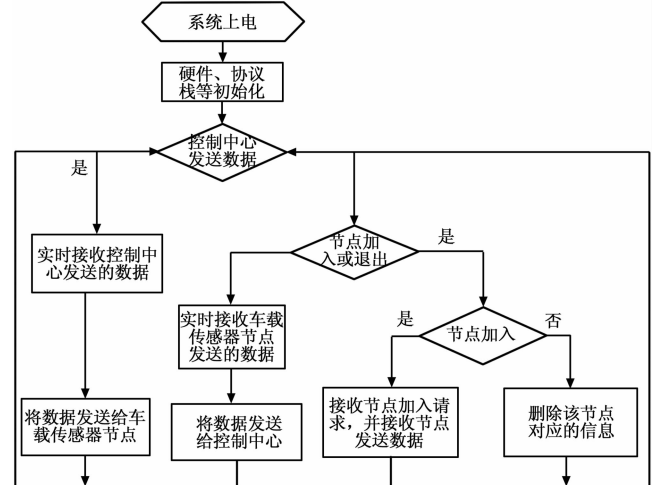 系统上电
硬件、协议
栈等初始化
控制中心
发送数据
是
实时接收控制中
心发送的数据
将数据发送给车
载传感器节点
节点加
入或退出
是
实时接收车载
传感器节点
发送的数据
将数据发送
给控制中心
节点加入
是
否
接收节点加入请
求，并接收节点
发送数据
删除该节点
对应的信息